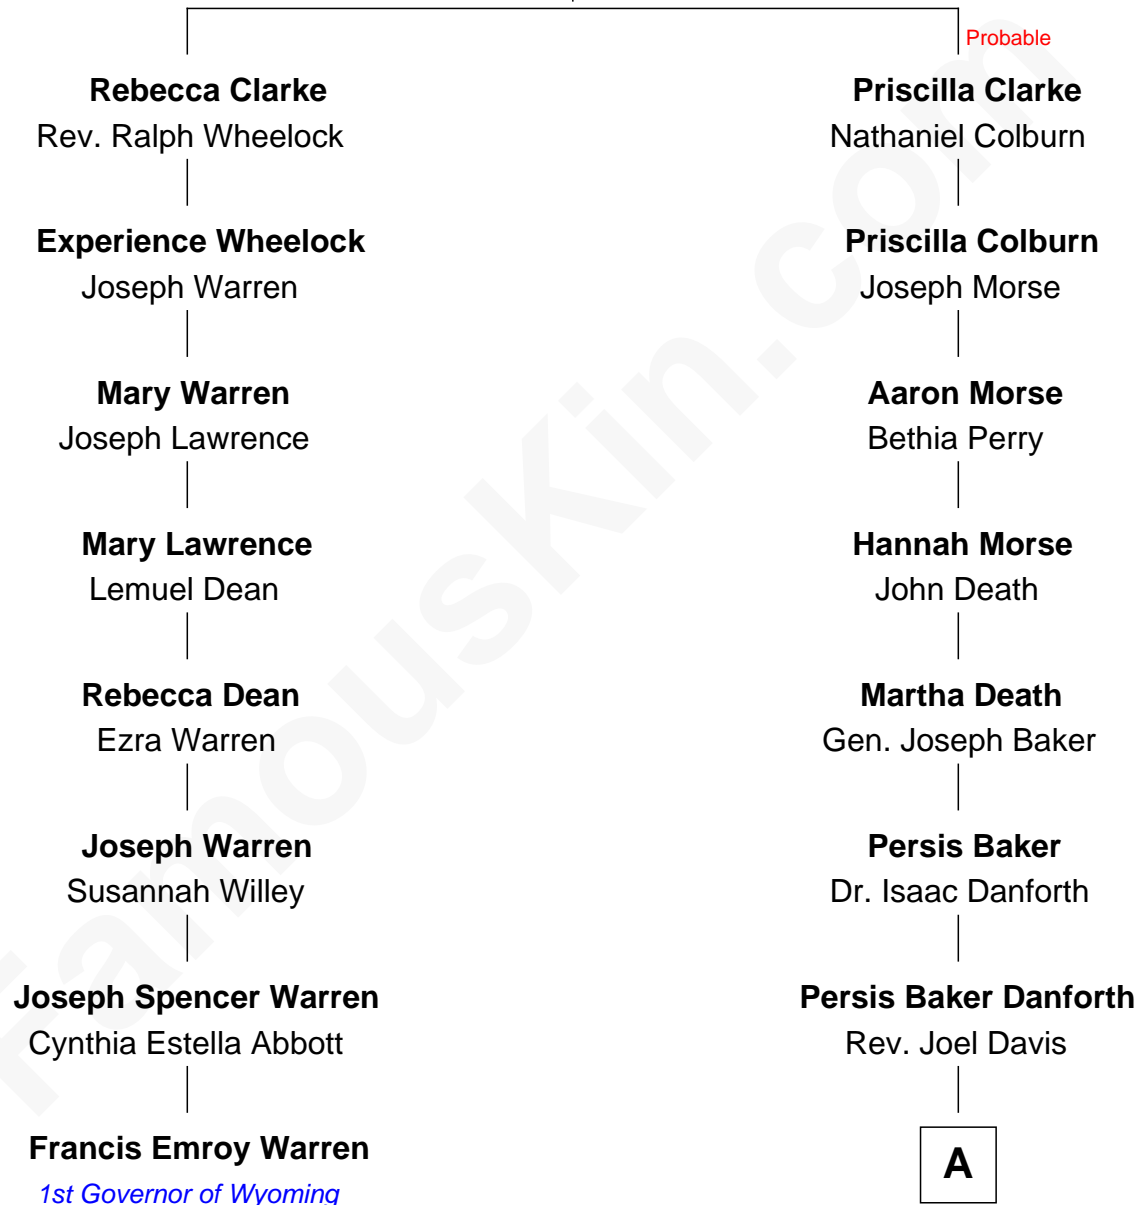 Probable
Rebecca Clarke
Rev. Ralph Wheelock
Priscilla Clarke
Nathaniel Colburn
Experience Wheelock
Joseph Warren
Priscilla Colburn
Joseph Morse
Mary Warren
Joseph Lawrence
Aaron Morse
Bethia Perry
Mary Lawrence
Lemuel Dean
Hannah Morse
John Death
Rebecca Dean
Ezra Warren
Martha Death
Gen. Joseph Baker
Joseph Warren
Susannah Willey
Persis Baker
Dr. Isaac Danforth
Joseph Spencer Warren
Cynthia Estella Abbott
Persis Baker Danforth
Rev. Joel Davis
Francis Emroy Warren
1st Governor of Wyoming
A
FamousKin.com